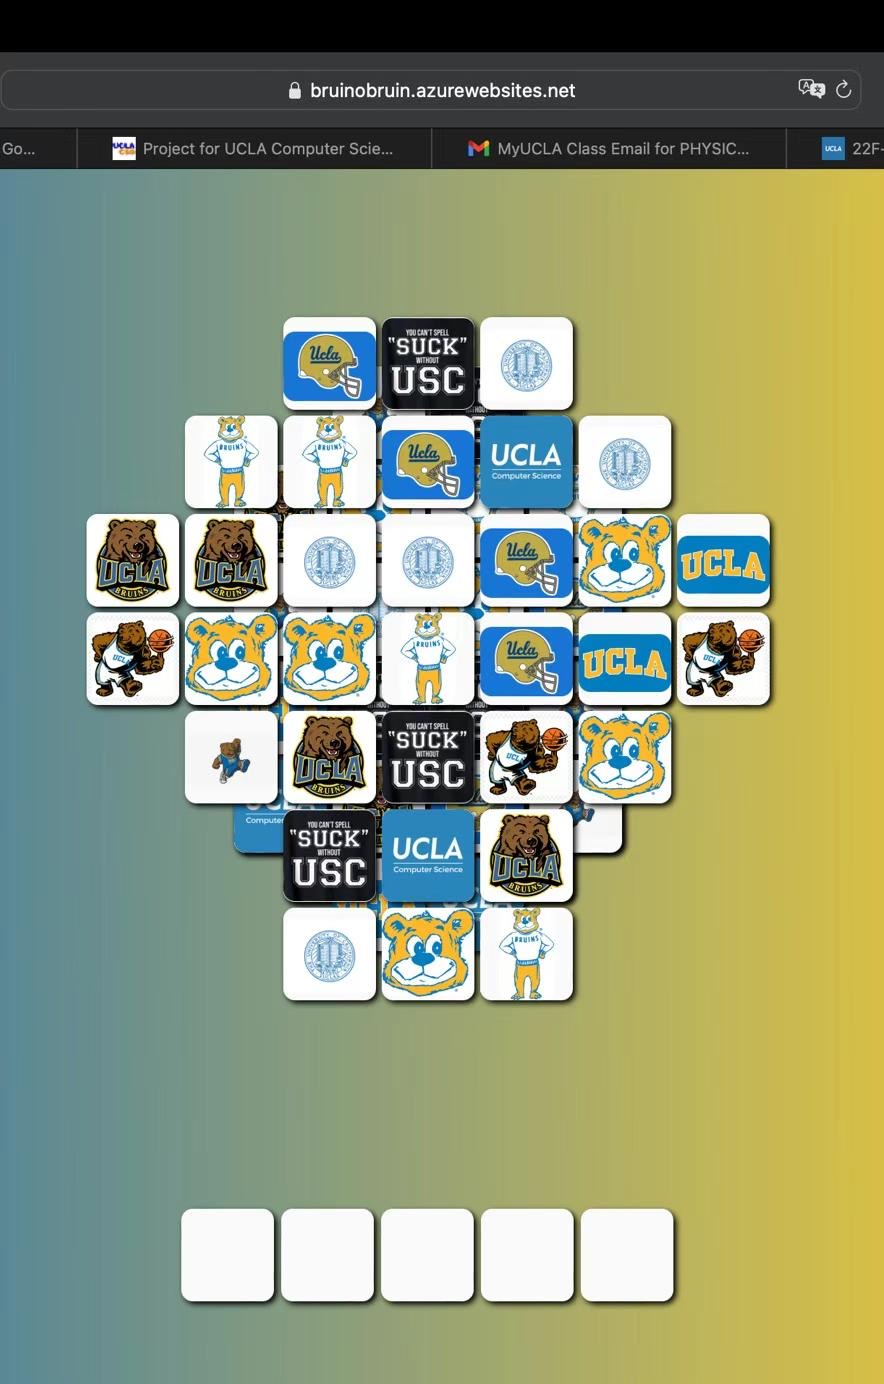 bruinobruin.azurewebsites.net
Go...
UCLA
Project for UCLA Computer Scie...
MyUCLA Class Email for PHYSIC...
UCLA
22F-
Ucla
YOU CAN'T SPELL
"SUCK"
WITHOUT
USC
BRUINS
BRUINS
Ucla
UCLA
Computer Science
UCLA
BRUINS
UCLA
BRUINS
Ucla
UCLA
UCLA
BRUINS
Ucla
UCLA
UCLA
UCLA
BRUINS
YOU CAN'T SPELL
"SUCK"
WITHOUT
USC
UCLA
Comput
YOU CAN'T SPELL
"SUCK"
WITHOUT
USC
UCLA
Computer Science
UCLA
BRUINS
BRUINS